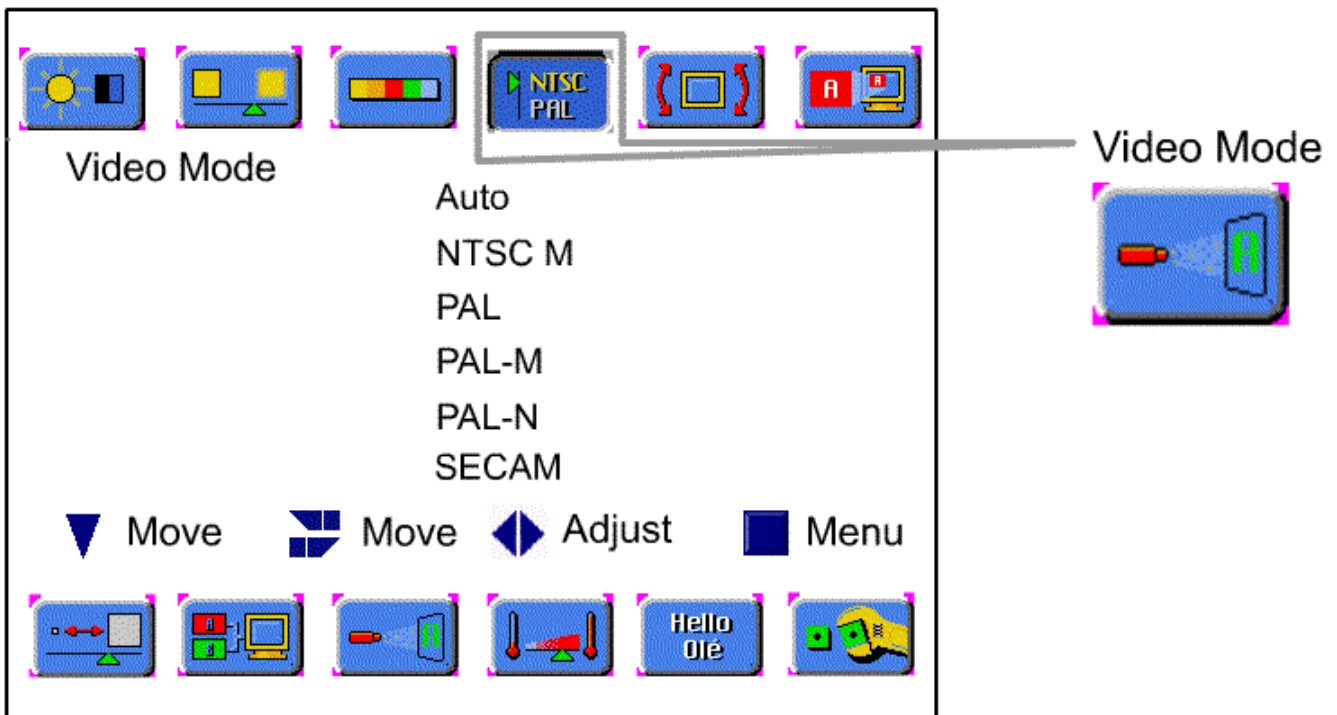 NTSC
PAL
A
A
Video Mode
Auto
NTSC M
PAL
PAL-M
PAL-N
SECAM
Move
Move
Adjust
Menu
A
Hello
Olé
Video Mode
A